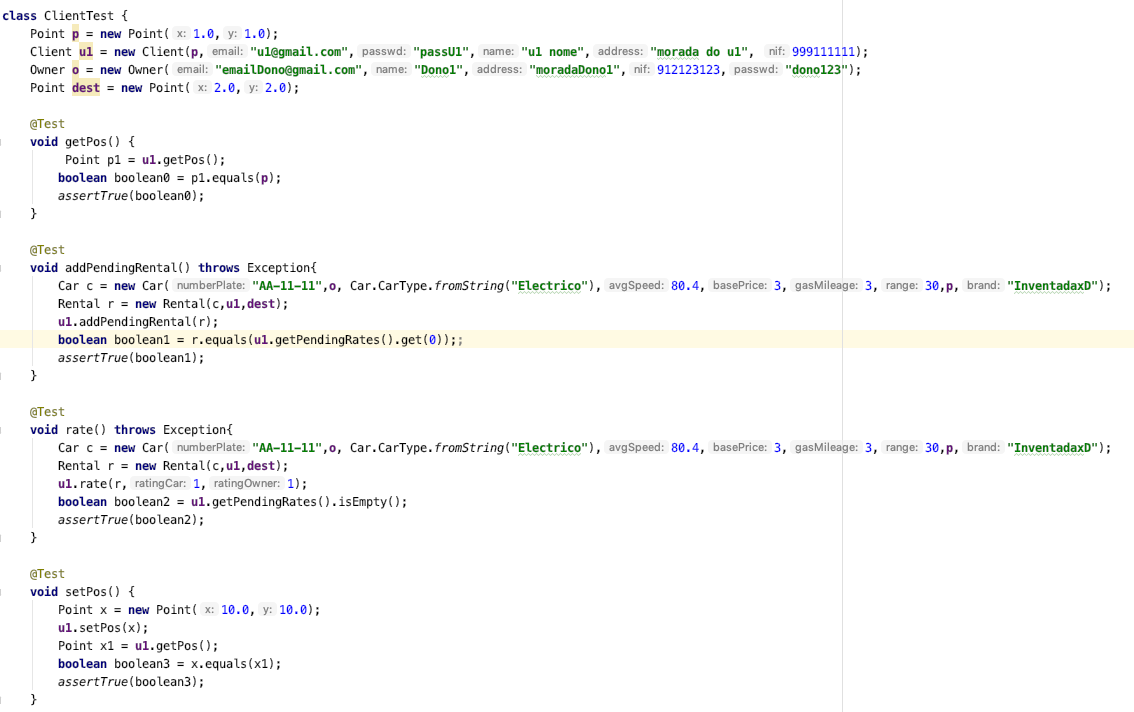 class ClientTest {
    Point p = new Point( x: 1.0, y: 1.0);
    Client u1 = new Client(p, email: "u1@gmail.com", passwd: "passU1", name: "u1 nome", address: "morada do u1", nif: 999111111);
    Owner o = new Owner( email: "emailDono@gmail.com", name: "Dono1", address: "moradaDono1", nif: 912123123, passwd: "dono123");
    Point dest = new Point( x: 2.0, y: 2.0);
    @Test
    void getPos() {
         Point p1 = u1.getPos();
        boolean boolean0 = p1.equals(p);
        assertTrue(boolean0);
    }
    @Test
    void addPendingRental() throws Exception{
        Car c = new Car( numberPlate: "AA-11-11",o, Car.CarType.fromString("Electrico"), avgSpeed: 80.4, basePrice: 3, gasMileage: 3, range: 30,p, brand: "InventadaxD");
        Rental r = new Rental(c,u1,dest);
        u1.addPendingRental(r);
        boolean boolean1 = r.equals(u1.getPendingRates().get(0));;
        assertTrue(boolean1);
    }
    @Test
    void rate() throws Exception{
        Car c = new Car( numberPlate: "AA-11-11",o, Car.CarType.fromString("Electrico"), avgSpeed: 80.4, basePrice: 3, gasMileage: 3, range: 30,p, brand: "InventadaxD");
        Rental r = new Rental(c,u1,dest);
        u1.rate(r, ratingCar: 1, ratingOwner: 1);
        boolean boolean2 = u1.getPendingRates().isEmpty();
        assertTrue(boolean2);
    }
    @Test
    void setPos() {
        Point x = new Point( x: 10.0, y: 10.0);
        u1.setPos(x);
        Point x1 = u1.getPos();
        boolean boolean3 = x.equals(x1);
        assertTrue(boolean3);
    }